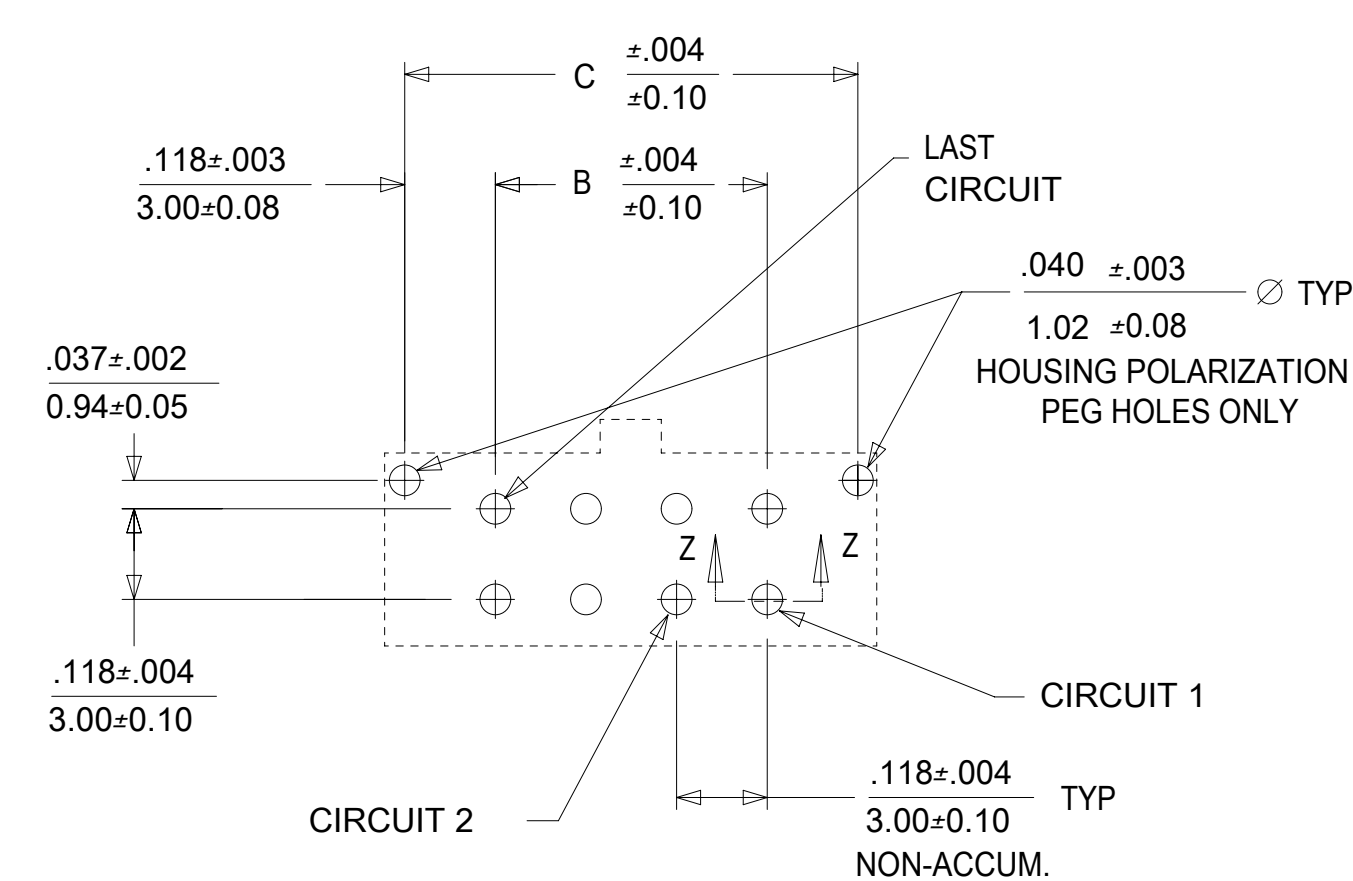 ±.004
C
±0.10
.118±.003
3.00±0.08
±.004
B
±0.10
LAST
CIRCUIT
.040 ±.003
∅ TYP
1.02 ±0.08
HOUSING POLARIZATION
PEG HOLES ONLY
.037±.002
0.94±0.05
Z
Z
.118±.004
3.00±0.10
CIRCUIT 1
CIRCUIT 2
.118±.004
TYP
3.00±0.10
NON-ACCUM.